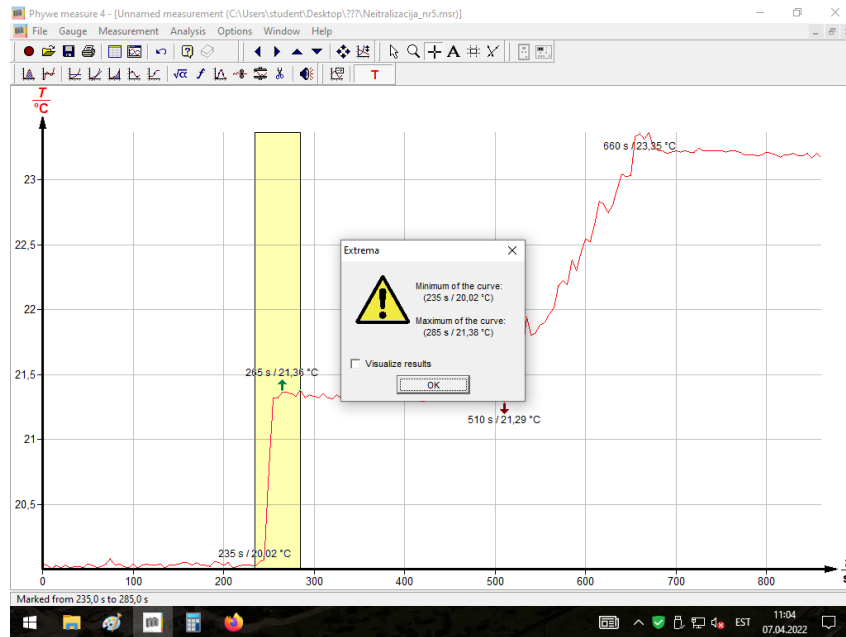 Phywe measure 4 - [Unnamed measurement (C:\Users\student\Desktop\???\Neitralizacija_nr5.msr)]
File Gauge Measurement Analysis Options Window Help
T
T
°C
23
22,5
22
21,5
21
20,5
660 s / 23,35 °C
265 s / 21,36 °C
510 s / 21,29 °C
235 s / 20,02 °C
Extrema
Minimum of the curve:
(235 s / 20,02 °C)
Maximum of the curve:
(285 s / 21,38 °C)
Visualize results
OK
0 100 200 300 400 500 600 700 800
s
Marked from 235,0 s to 285,0 s
EST
11:04
07.04.2022